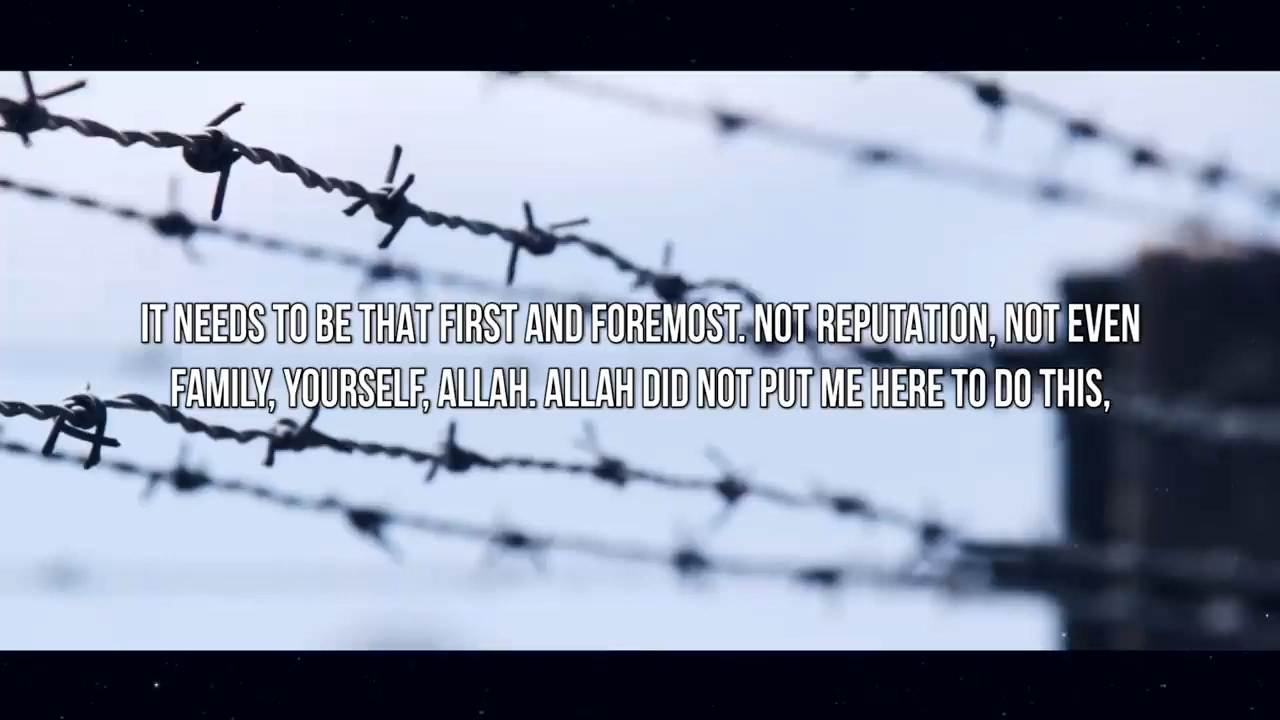 IT NEEDS TO BE THAT FIRST AND FOREMOST. NOT REPUTATION, NOT EVEN
FAMILY, YOURSELF, ALLAH. ALLAH DID NOT PUT ME HERE TO DO THIS,